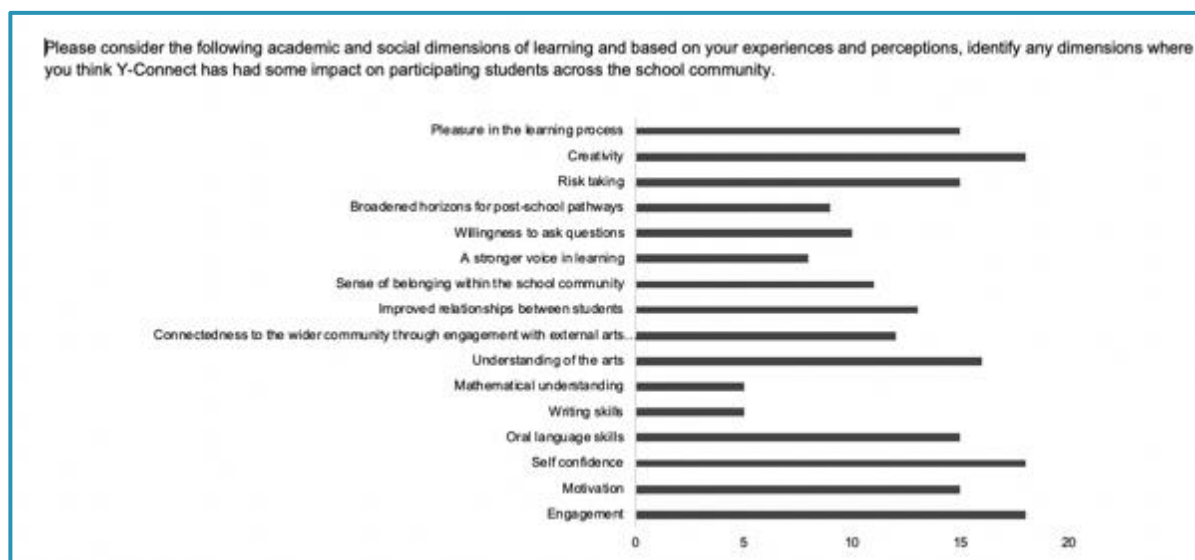 Please consider the following academic and social dimensions of learning and based on your experiences and perceptions, identify any dimensions where
you think Y-Connect has had some impact on participating students across the school community.
Pleasure in the learning process
Creativity
Risk taking
Broadened horizons for post-school pathways
Willingness to ask questions
A stronger voice in learning
Sense of belonging within the school community
Improved relationships between students
Connectedness to the wider community through engagement with external arts...
Understanding of the arts
Mathematical understanding
Writing skills
Oral language skills
Self confidence
Motivation
Engagement
0 5 10 15 20